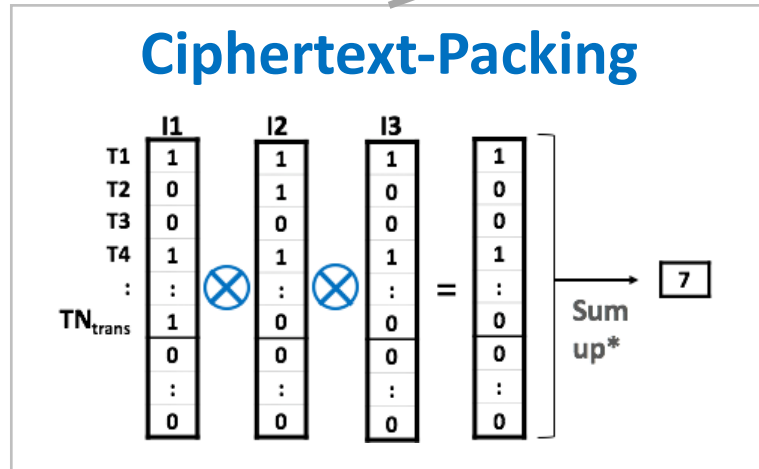 Ciphertext-Packing
I1 I2 I3
T1 1 1 1 1
T2 0 1 0 0
T3 0 0 0 0
T4 1 1 1 1
: : : : :
TNtrans 1 0 0 0
0 0 0 0
: : : :
0 0 0 0
=
7
Sum
up*